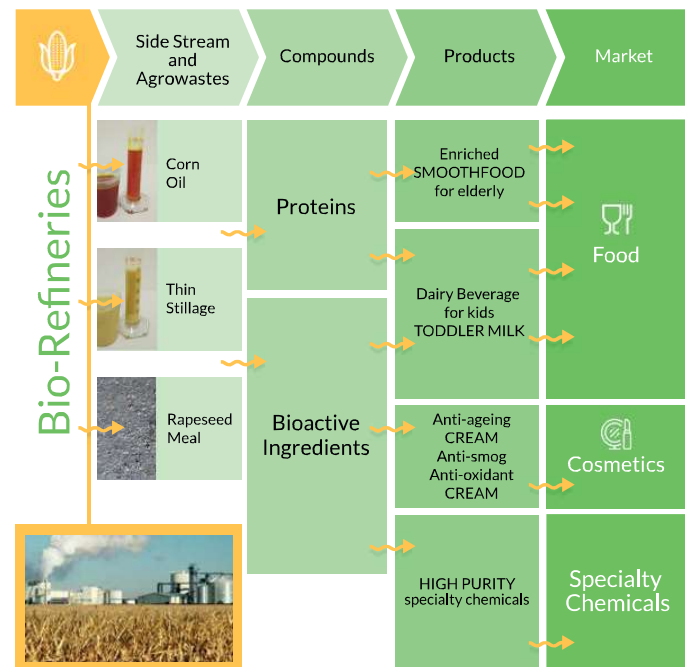 Side Stream
and
Agrowastes
Compounds
Products
Market
Bio-Refineries
Corn
Oil
Thin
Stillage
Rapeseed
Meal
Proteins
Bioactive
Ingredients
Enriched
SMOOTHFOOD
for elderly
Dairy Beverage
for kids
TODDLER MILK
Anti-ageing
CREAM
Anti-smog
Anti-oxidant
CREAM
HIGH PURITY
specialty chemicals
Food
Cosmetics
Specialty
Chemicals